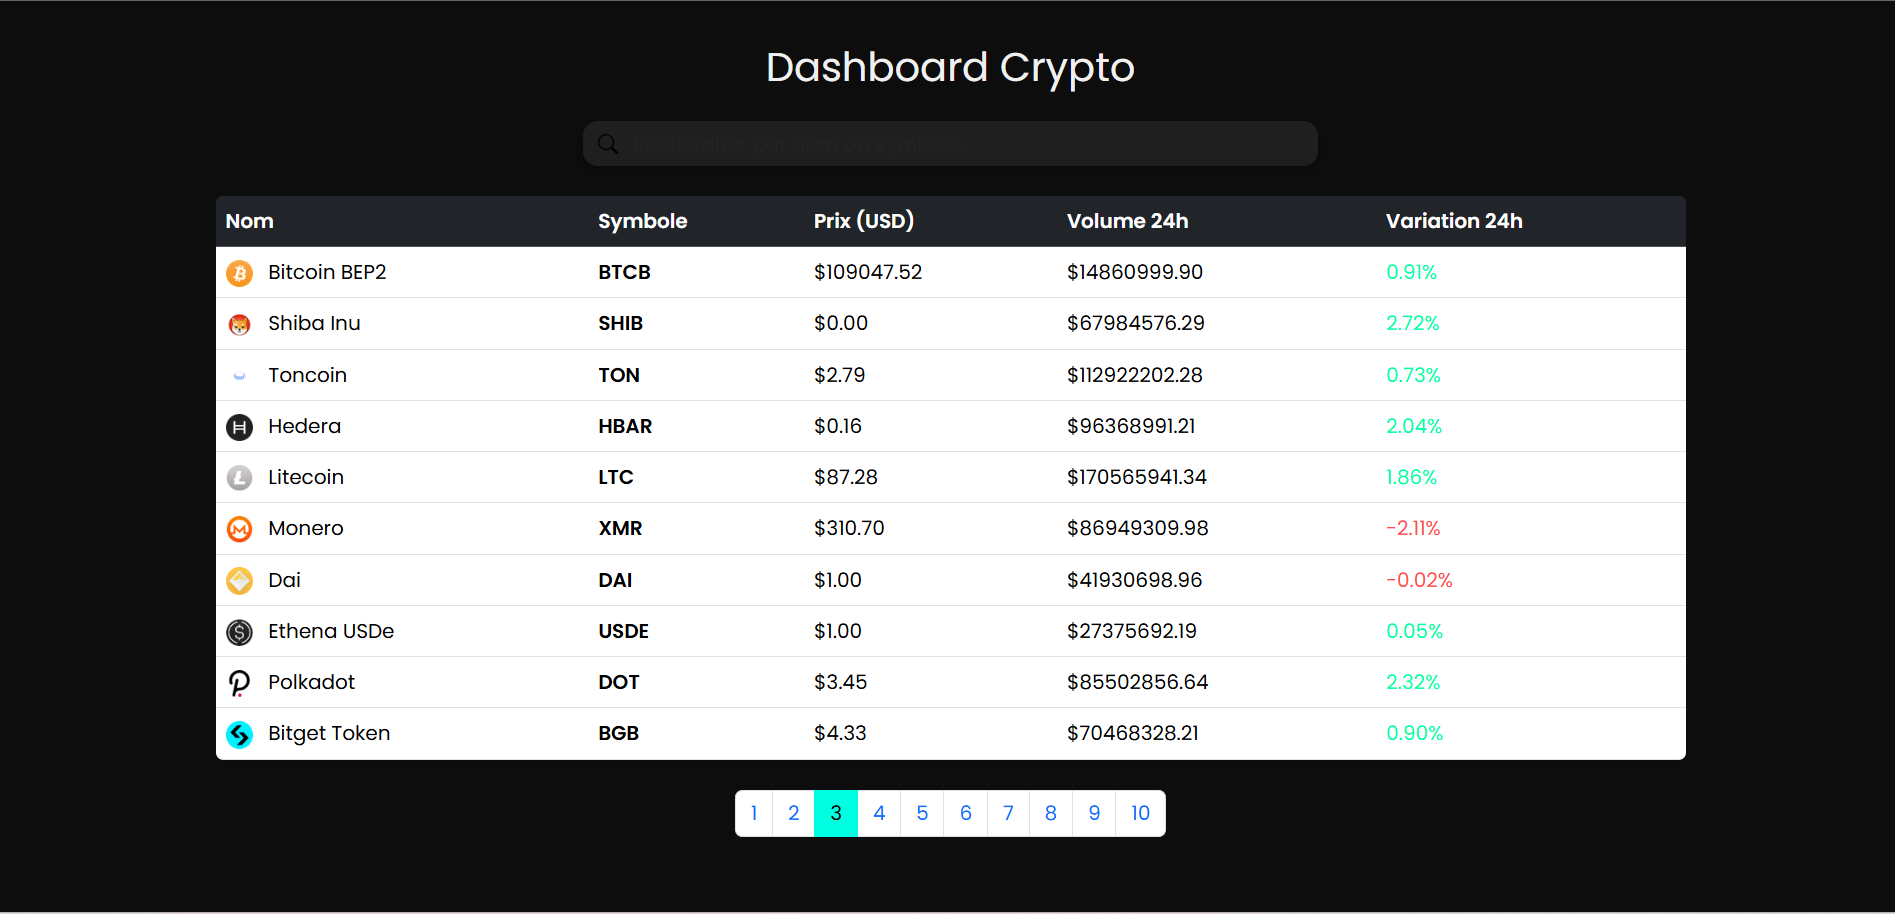 Dashboard Crypto
Rechercher par nom ou symbole...
Nom Symbole Prix (USD) Volume 24h Variation 24h
Bitcoin BEP2 BTCB $109047.52 $14860999.90 0.91%
Shiba Inu SHIB $0.00 $67984576.29 2.72%
Toncoin TON $2.79 $112922202.28 0.73%
Hedera HBAR $0.16 $96368991.21 2.04%
Litecoin LTC $87.28 $170565941.34 1.86%
Monero XMR $310.70 $86949309.98 -2.11%
Dai DAI $1.00 $41930698.96 -0.02%
Ethena USDe USDE $1.00 $27375692.19 0.05%
Polkadot DOT $3.45 $85502856.64 2.32%
Bitget Token BGB $4.33 $70468328.21 0.90%
1 2 3 4 5 6 7 8 9 10